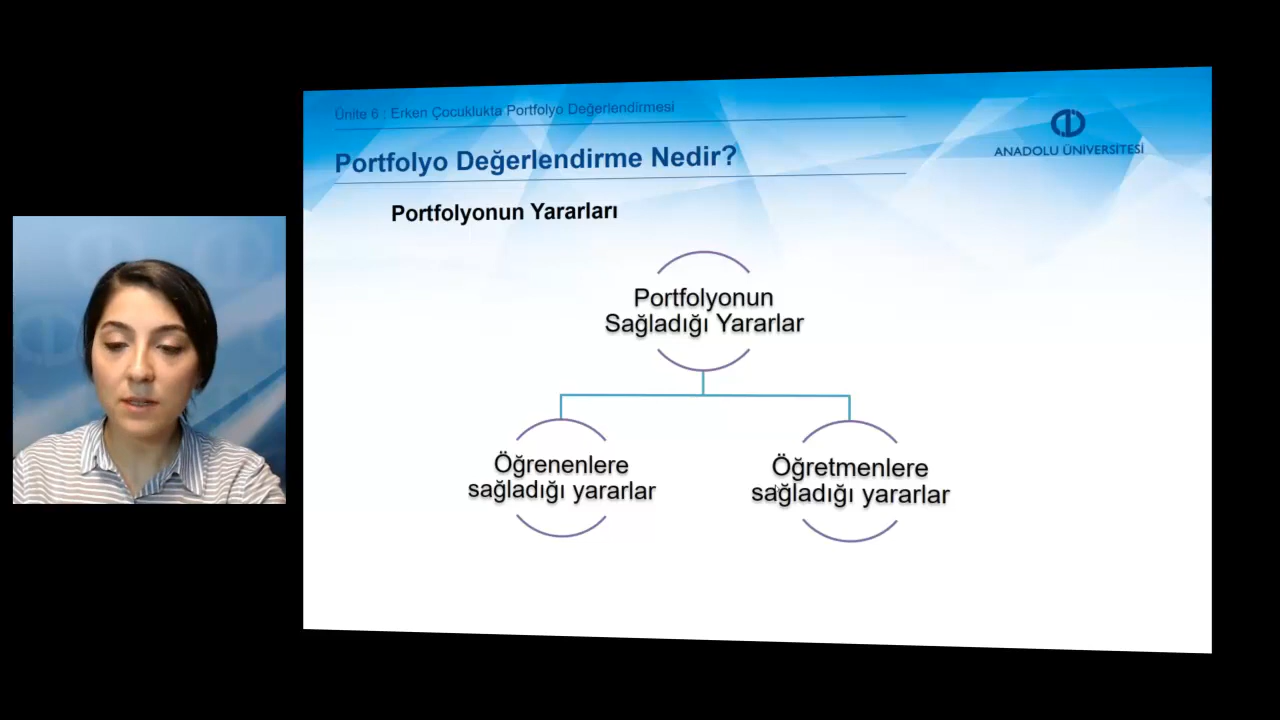 Ünite 6 : Erken Çocuklukta Portfolyo Değerlendirmesi
ANADOLU ÜNİVERSİTESİ
Portfolyo Değerlendirme Nedir?
Portfolyonun Yararları
Portfolyonun
Sağladığı Yararlar
Öğrenenlere
sağladığı yararlar
Öğretmenlere
sağladığı yararlar